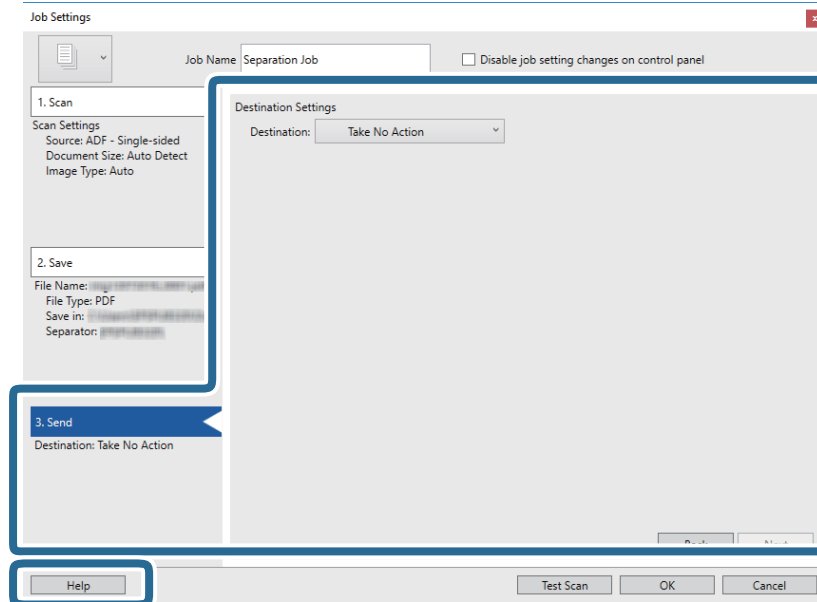 Job Settings
Job Name Separation Job
Disable job setting changes on control panel
1. Scan
Scan Settings
Source: ADF - Single-sided
Document Size: Auto Detect
Image Type: Auto
2. Save
File Name:
File Type: PDF
Save in:
Separator:
3. Send
Destination: Take No Action
Destination Settings
Destination: Take No Action
Back
Next
Help
Test Scan
OK
Cancel